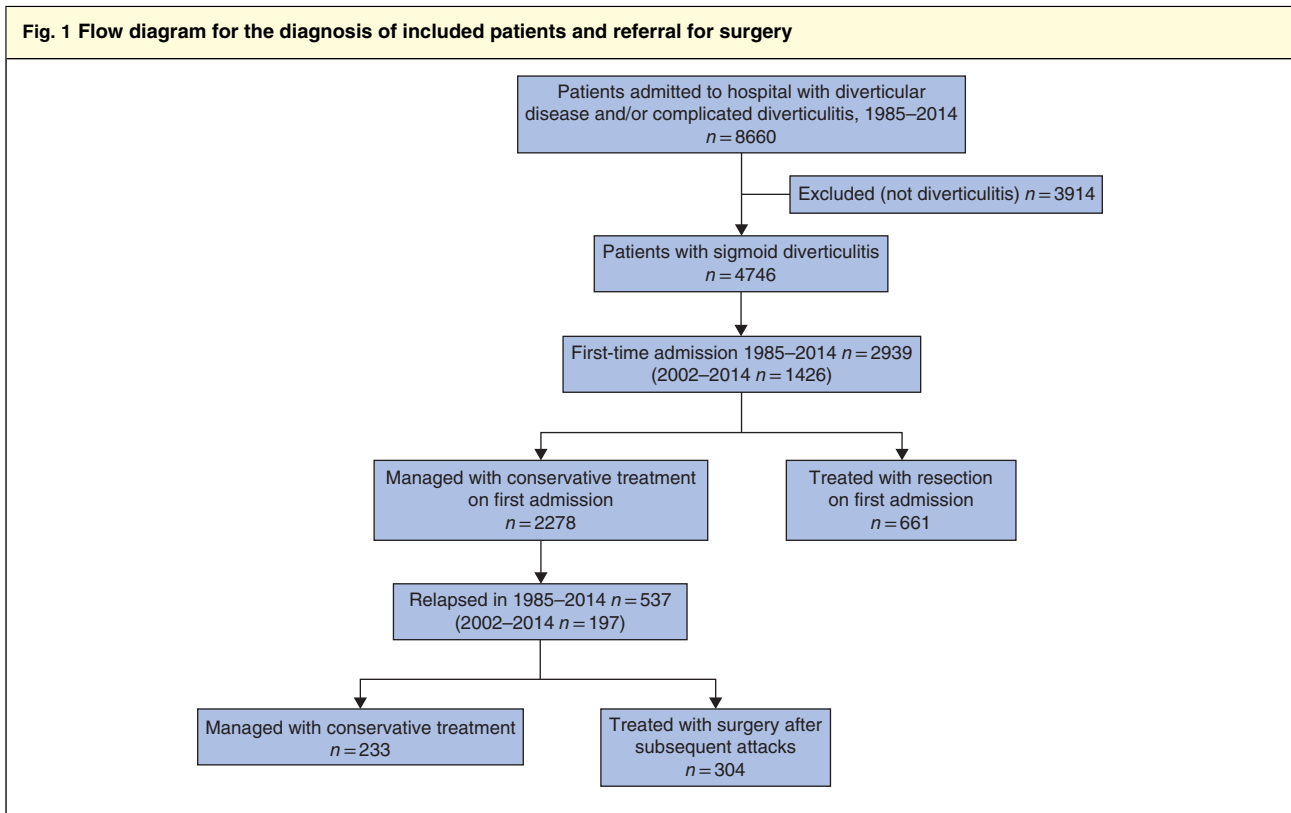 Fig. 1 Flow diagram for the diagnosis of included patients and referral for surgery
Patients admitted to hospital with diverticular
disease and/or complicated diverticulitis, 1985–2014
n = 8660
Excluded (not diverticulitis) n = 3914
Patients with sigmoid diverticulitis
n = 4746
First-time admission 1985–2014 n = 2939
(2002–2014 n = 1426)
Managed with conservative treatment
on first admission
n = 2278
Treated with resection
on first admission
n = 661
Relapsed in 1985–2014 n = 537
(2002–2014 n = 197)
Managed with conservative treatment
n = 233
Treated with surgery after
subsequent attacks
n = 304